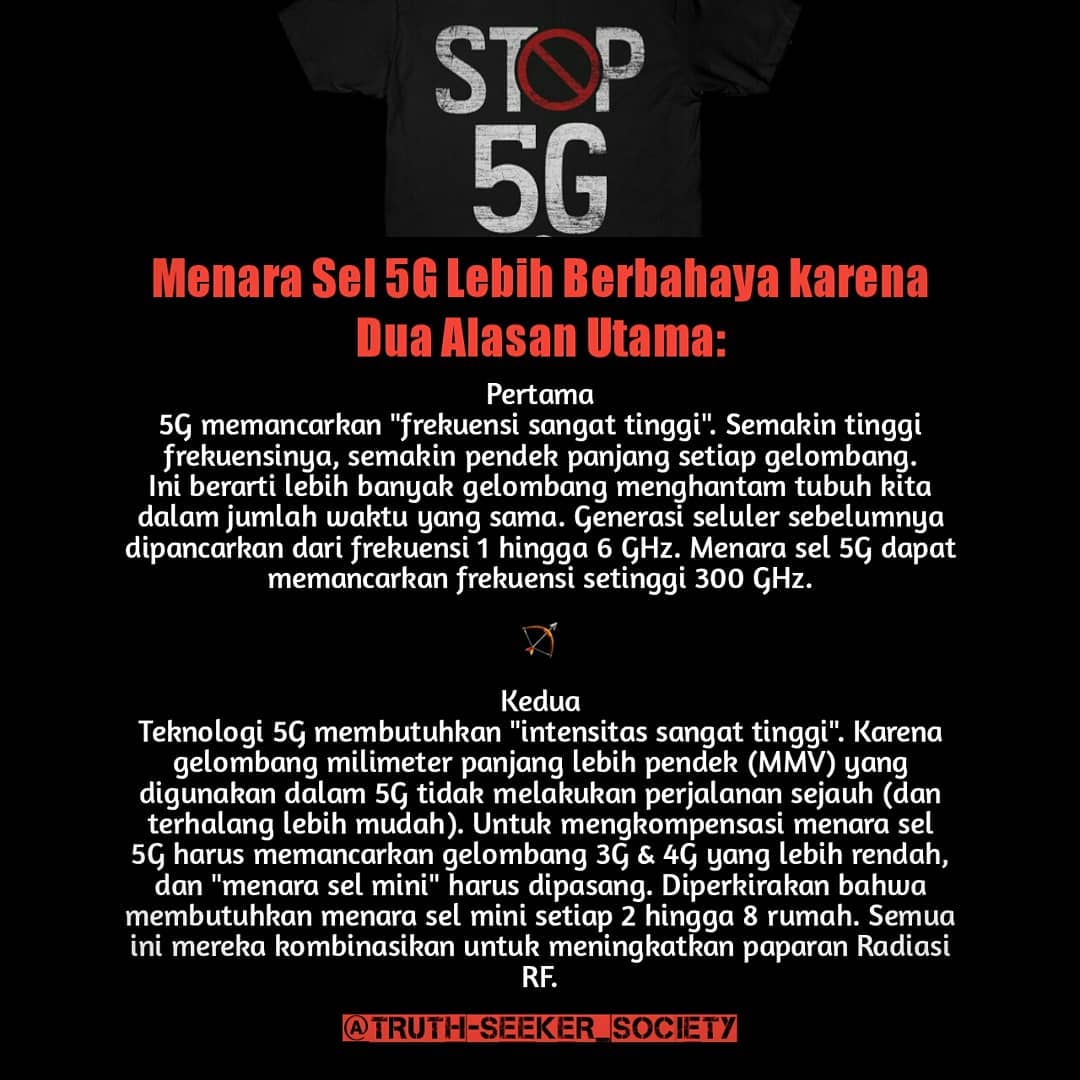 STOP
5G
Menara Sel 5G Lebih Berbahaya karena
Dua Alasan Utama:
Pertama
5G memancarkan "frekuensi sangat tinggi". Semakin tinggi
frekuensinya, semakin pendek panjang setiap gelombang.
Ini berarti lebih banyak gelombang menghantam tubuh kita
dalam jumlah waktu yang sama. Generasi seluler sebelumnya
dipancarkan dari frekuensi 1 hingga 6 GHz. Menara sel 5G dapat
memancarkan frekuensi setinggi 300 GHz.
Kedua
Teknologi 5G membutuhkan "intensitas sangat tinggi". Karena
gelombang milimeter panjang lebih pendek (MMV) yang
digunakan dalam 5G tidak melakukan perjalanan sejauh (dan
terhalang lebih mudah). Untuk mengkompensasi menara sel
5G harus memancarkan gelombang 3G & 4G yang lebih rendah,
dan "menara sel mini" harus dipasang. Diperkirakan bahwa
membutuhkan menara sel mini setiap 2 hingga 8 rumah. Semua
ini mereka kombinasikan untuk meningkatkan paparan Radiasi
RF.
@TRUTH-SEEKER_SOCIETY